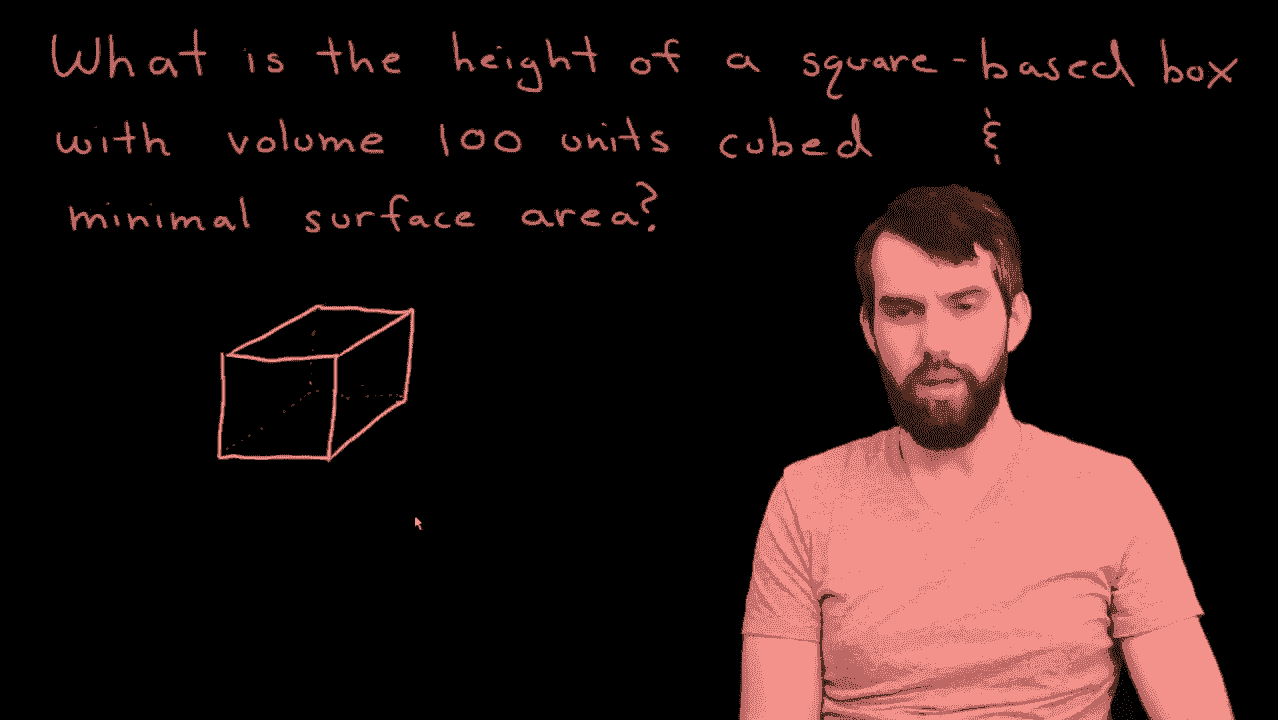 What is the height of a square-based box
with volume 100 units cubed &
minimal surface area?